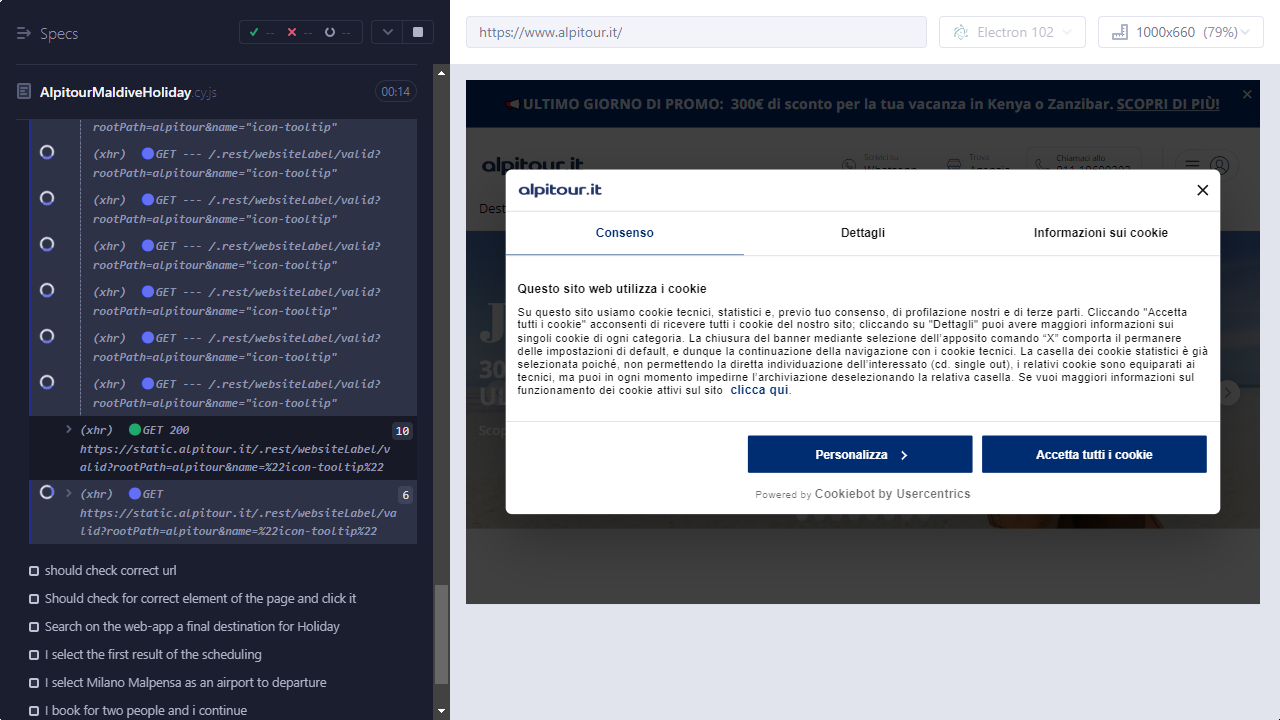 Specs
--
--
--
AlpitourMaldiveHoliday.cy.js
00:14
rootPath=alpitour&name="icon-tooltip"
(xhr) GET --- /.rest/websiteLabel/valid?
rootPath=alpitour&name="icon-tooltip"
(xhr) GET --- /.rest/websiteLabel/valid?
rootPath=alpitour&name="icon-tooltip"
(xhr) GET --- /.rest/websiteLabel/valid?
rootPath=alpitour&name="icon-tooltip"
(xhr) GET --- /.rest/websiteLabel/valid?
rootPath=alpitour&name="icon-tooltip"
(xhr) GET --- /.rest/websiteLabel/valid?
rootPath=alpitour&name="icon-tooltip"
(xhr) GET --- /.rest/websiteLabel/valid?
rootPath=alpitour&name="icon-tooltip"
(xhr) GET 200
10
https://static.alpitour.it/.rest/websiteLabel/v
alid?rootPath=alpitour&name=%22icon-tooltip%22
(xhr) GET
6
https://static.alpitour.it/.rest/websiteLabel/va
lid?rootPath=alpitour&name=%22icon-tooltip%22
should check correct url
Should check for correct element of the page and click it
Search on the web-app a final destination for Holiday
I select the first result of the scheduling
I select Milano Malpensa as an airport to departure
I book for two people and i continue
https://www.alpitour.it/
Electron 102
1000x660 (79%)
ULTIMO GIORNO DI PROMO: 300€ di sconto per la tua vacanza in Kenya o Zanzibar. SCOPRI DI PIÙ!
alpitour.it
Chiamaci allo
Dest
J
30
U
Scop
alpitour.it
Consenso
Dettagli
Informazioni sui cookie
Questo sito web utilizza i cookie
Su questo sito usiamo cookie tecnici, statistici e, previo tuo consenso, di profilazione nostri e di terze parti. Cliccando "Accetta
tutti i cookie" acconsenti di ricevere tutti i cookie del nostro sito; cliccando su "Dettagli" puoi avere maggiori informazioni sui
singoli cookie di ogni categoria. La chiusura del banner mediante selezione dell'apposito comando “X” comporta il permanere
delle impostazioni di default, e dunque la continuazione della navigazione con i cookie tecnici. La casella dei cookie statistici è già
selezionata poiché, non permettendo la diretta individuazione dell'interessato (cd. single out), i relativi cookie sono equiparati ai
tecnici, ma puoi in ogni momento impedirne l'archiviazione deselezionando la relativa casella. Se vuoi maggiori informazioni sul
funzionamento dei cookie attivi sul sito clicca qui.
Personalizza
Accetta tutti i cookie
Powered by Cookiebot by Usercentrics